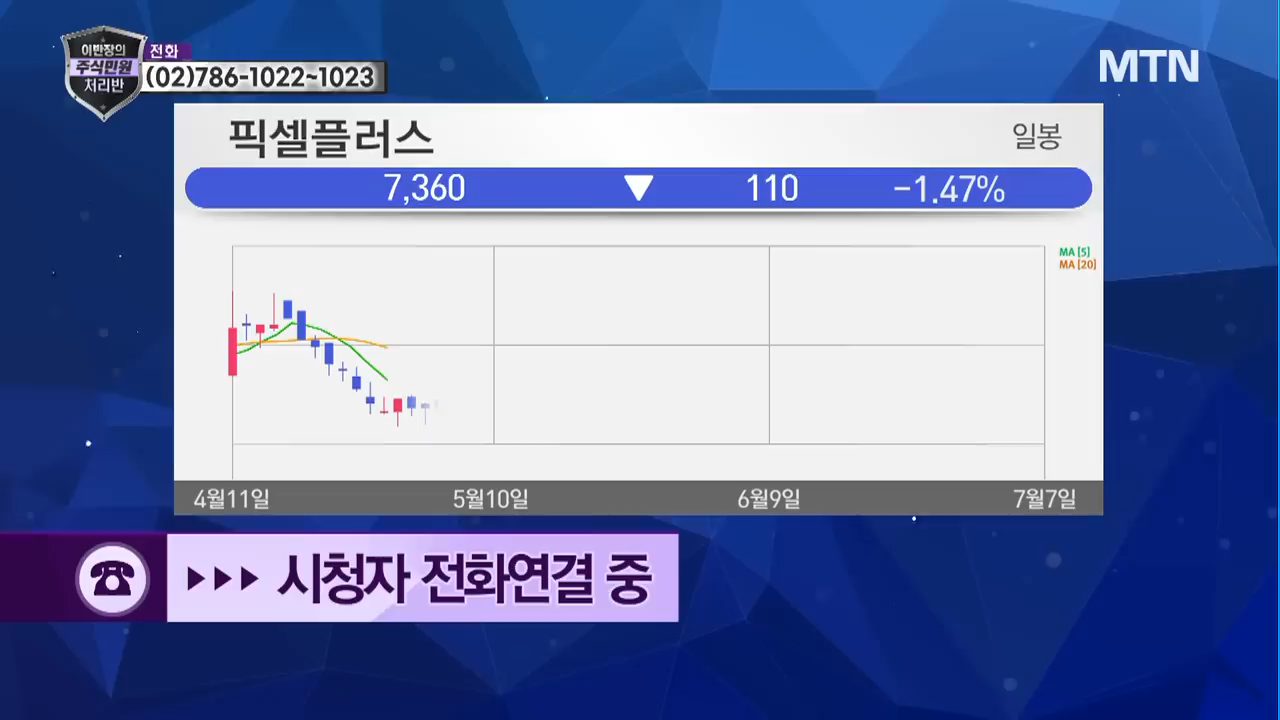 이반장의
주식민원
처리반
전화
(02)786-1022~1023
MTN
픽셀플러스
일봉
7,360 ▼ 110 -1.47%
MA [5]
MA [20]
4월11일 5월10일 6월9일 7월7일
▶▶▶ 시청자 전화연결 중